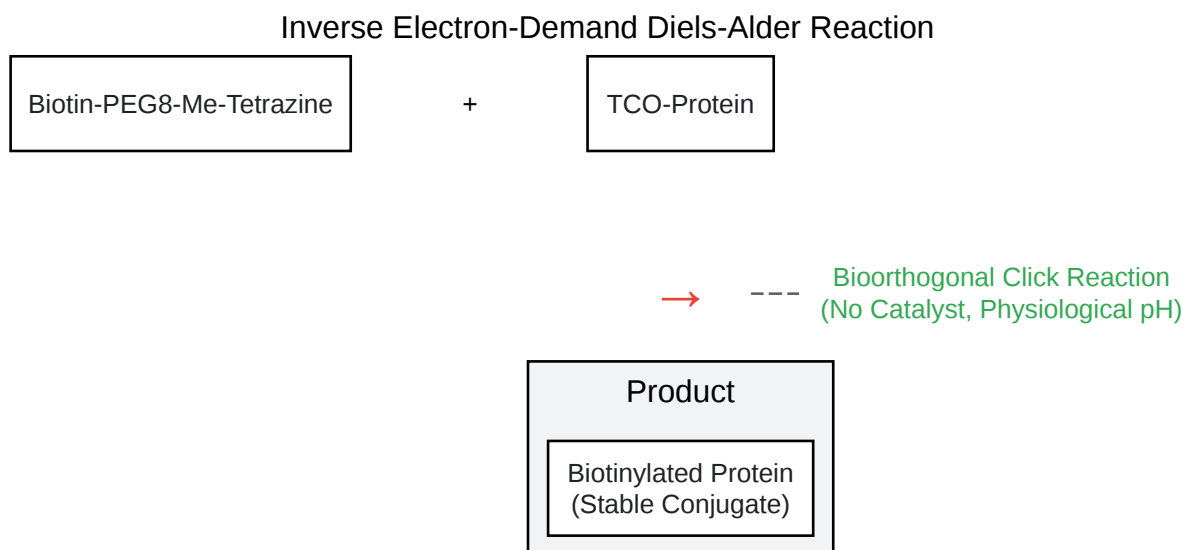 Inverse Electron-Demand Diels-Alder Reaction
Biotin-PEG8-Me-Tetrazine + TCO-Protein
→ --- Bioorthogonal Click Reaction
(No Catalyst, Physiological pH)
Product
Biotinylated Protein
(Stable Conjugate)